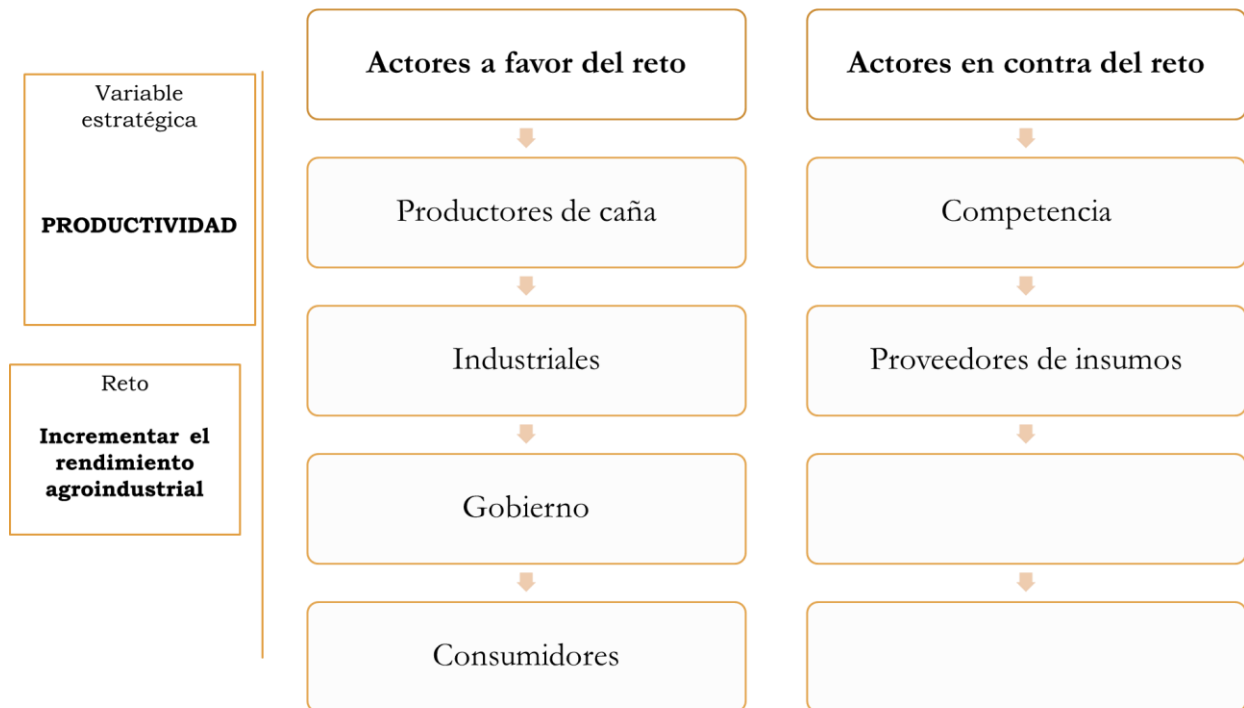 Variable
estratégica
PRODUCTIVIDAD
Reto
Incrementar el
rendimiento
agroindustrial
Actores a favor del reto
Productores de caña
Industriales
Gobierno
Consumidores
Actores en contra del reto
Competencia
Proveedores de insumos